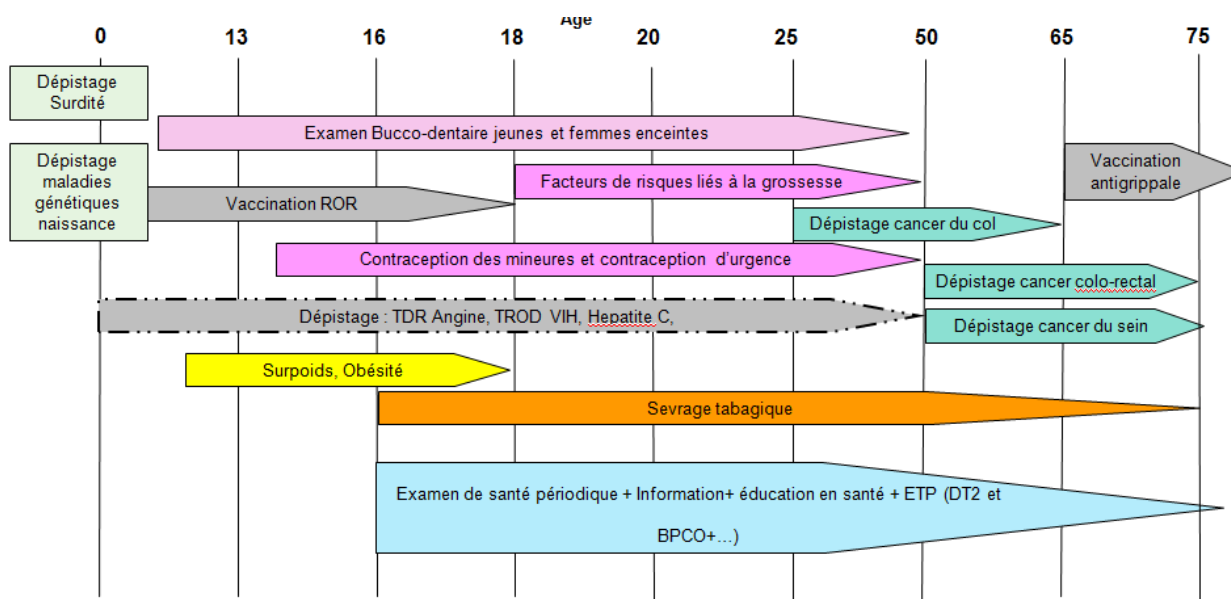 Age
0 13 16 18 20 25 50 65 75
Dépistage
Surdité
Examen Bucco-dentaire jeunes et femmes enceintes
Dépistage
maladies
génétiques
naissance
Vaccination
antigrippale
Facteurs de risques liés à la grossesse
Vaccination ROR
Dépistage cancer du col
Contraception des mineures et contraception d'urgence
Dépistage cancer colo-rectal
Dépistage : TDR Angine, TROD VIH, Hepatite C,
Dépistage cancer du sein
Surpoids, Obésité
Sevrage tabagique
Examen de santé périodique + Information+ éducation en santé + ETP (DT2 et
BPCO+…)